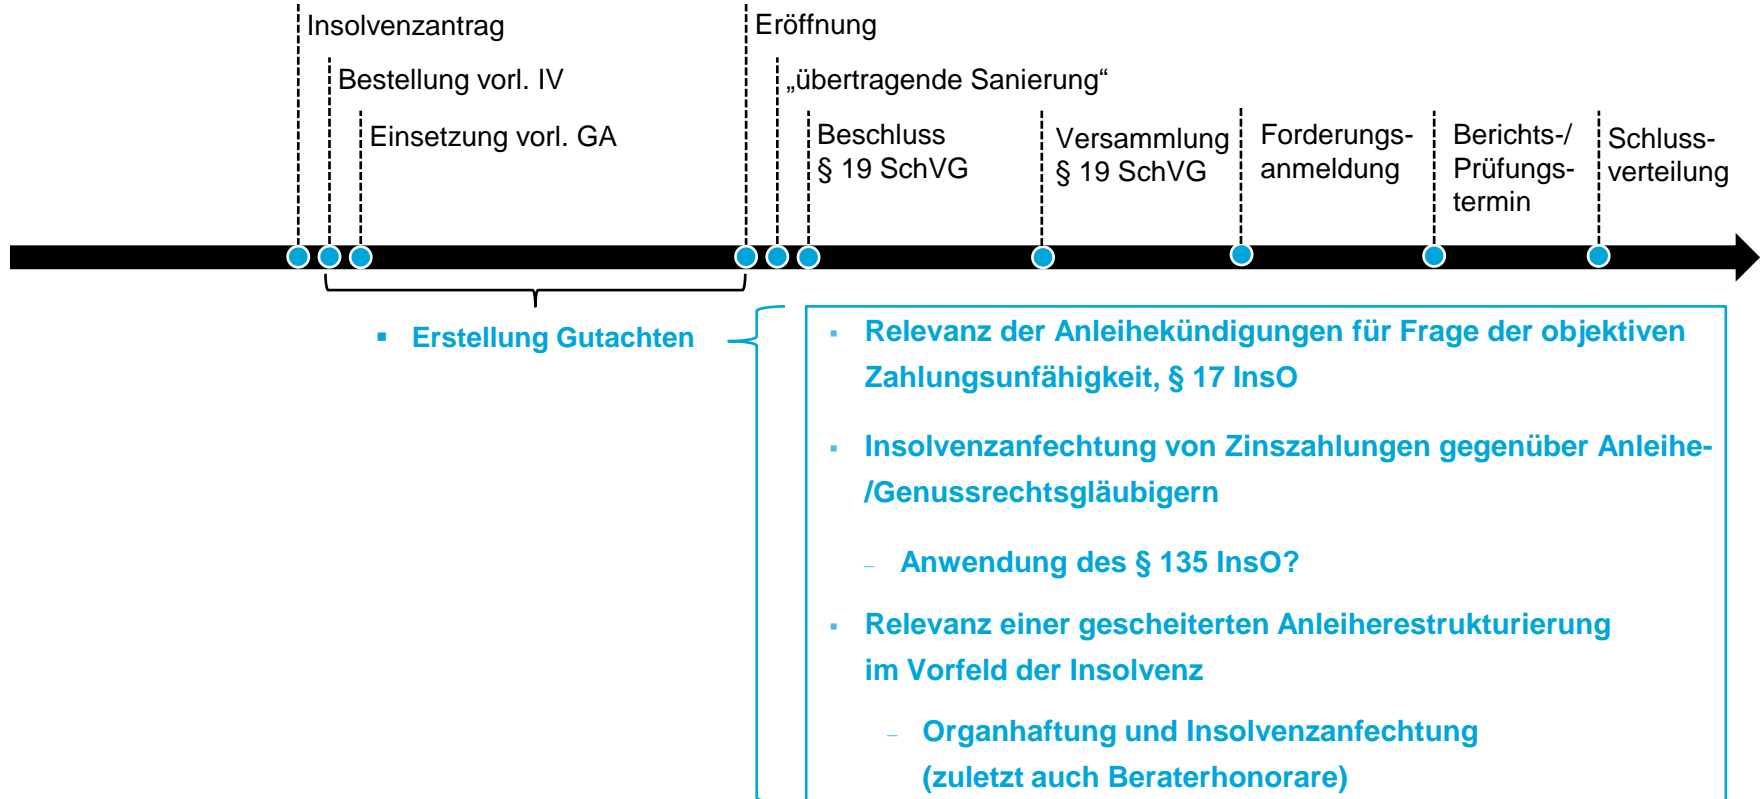 Insolvenzantrag
Eröffnung
Bestellung vorl. IV
„übertragende Sanierung“
Einsetzung vorl. GA
Beschluss
§ 19 SchVG
Versammlung
§ 19 SchVG
Forderungs-
anmeldung
Berichts-/
Prüfungs-
termin
Schluss-
verteilung
▪ Erstellung Gutachten
▪ Relevanz der Anleihekündigungen für Frage der objektiven
Zahlungsunfähigkeit, § 17 InsO
▪ Insolvenzanfechtung von Zinszahlungen gegenüber Anleihe-
/Genussrechtsgläubigern
– Anwendung des § 135 InsO?
▪ Relevanz einer gescheiterten Anleiherestrukturierung
im Vorfeld der Insolvenz
– Organhaftung und Insolvenzanfechtung
(zuletzt auch Beraterhonorare)